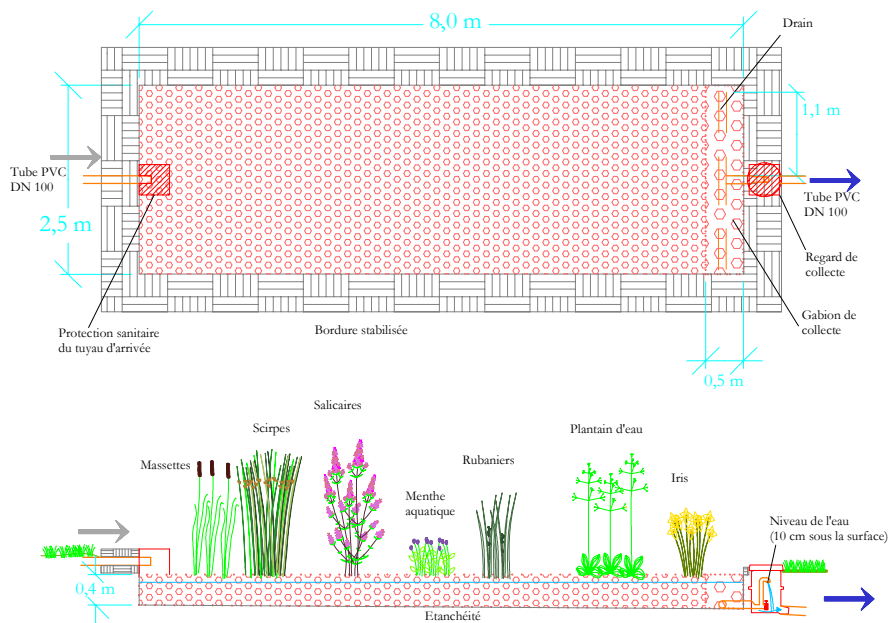 8,0 m
Drain
1,1 m
Tube PVC
DN 100
2,5 m
Tube PVC
DN 100
Regard de
collecte
Protection sanitaire
du tuyau d'arrivée
Bordure stabilisée
Gabion de
collecte
0,5 m
Salicaires
Scirpes
Plantain d'eau
Massettes
Rubaniers
Iris
Menthe
aquatique
Niveau de l'eau
(10 cm sous la surface)
0,4 m
Etanchéité